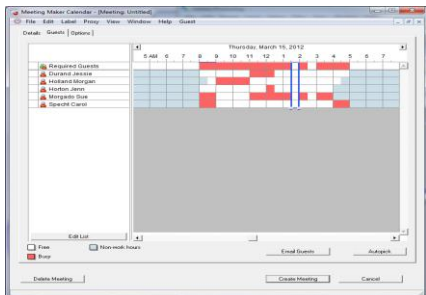 Meeting Maker Calendar - [Meeting: Untitled]
File Edit Label Proxy View Window Help Guest
Details Guests Options
Thursday, March 15, 2012
5 AM 6 7 8 9 10 11 12 1 2 3 4 5 6 7
Required Guests
Durand Jessie
Holland Morgan
Horton Jann
Morgado Sue
Specht Carol
Edit List
Free Non-work hours
Busy
Email Guests Autopick
Delete Meeting Create Meeting Cancel